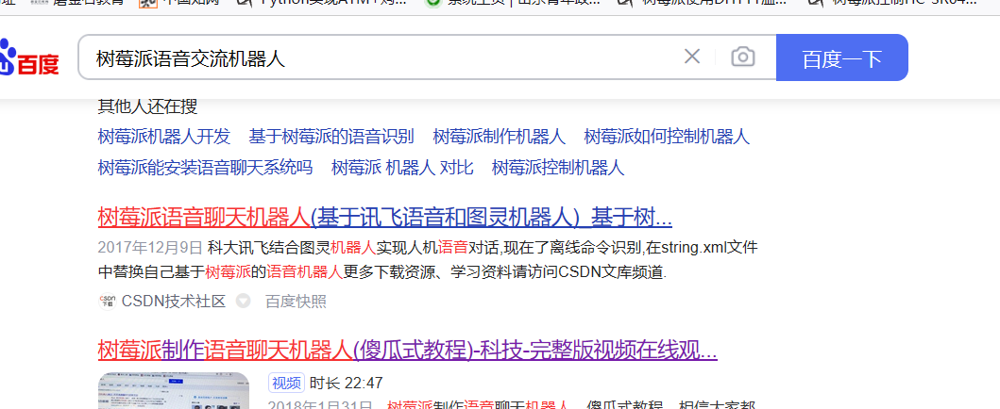 磨金石教育 中国知网 Python实现ATM+购... 系统主页 | 山东青年政... 树莓派使用DHT11温... 树莓派控制HC-SR04...
百度 树莓派语音交流机器人 百度一下
其他人还在搜
树莓派机器人开发 基于树莓派的语音识别 树莓派制作机器人 树莓派如何控制机器人
树莓派能安装语音聊天系统吗 树莓派 机器人 对比 树莓派控制机器人
树莓派语音聊天机器人(基于讯飞语音和图灵机器人)_基于树...
2017年12月9日 科大讯飞结合图灵机器人实现人机语音对话,现在了离线命令识别,在string.xml文件
中替换自己基于树莓派的语音机器人更多下载资源、学习资料请访问CSDN文库频道.
CSDN 下载 CSDN技术社区 百度快照
树莓派制作语音聊天机器人(傻瓜式教程)-科技-完整版视频在线观...
视频 时长 22:47
2018年1月31日 树莓派制作语音聊天机器人，傻瓜式教程，相信大家都